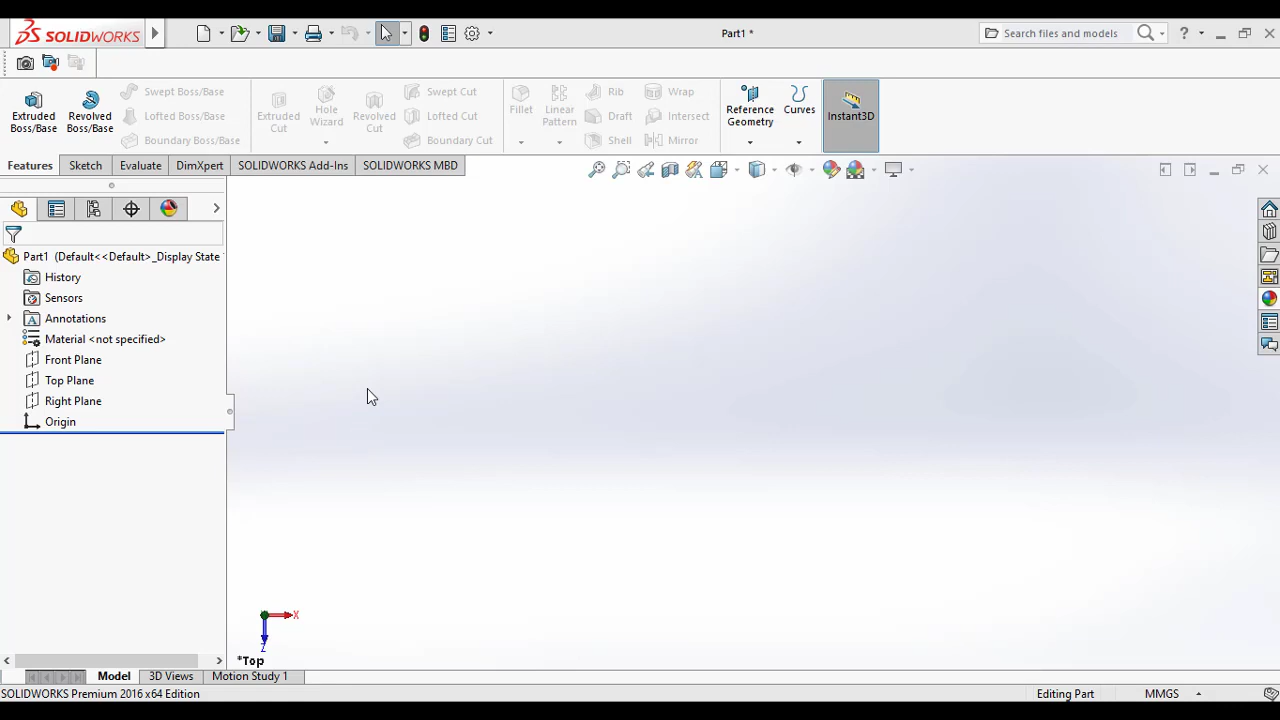 SOLIDWORKS
Part1 *
Search files and models
Extruded Boss/Base
Revolved Boss/Base
Swept Boss/Base
Lofted Boss/Base
Boundary Boss/Base
Extruded Cut
Hole Wizard
Revolved Cut
Swept Cut
Lofted Cut
Boundary Cut
Fillet
Linear Pattern
Rib
Draft
Shell
Wrap
Intersect
Mirror
Reference Geometry
Curves
Instant3D
Features
Sketch
Evaluate
DimXpert
SOLIDWORKS Add-Ins
SOLIDWORKS MBD
Part1 (Default<<Default>_Display State
History
Sensors
Annotations
Material <not specified>
Front Plane
Top Plane
Right Plane
Origin
X
Z
*Top
Model
3D Views
Motion Study 1
SOLIDWORKS Premium 2016 x64 Edition
Editing Part
MMGS